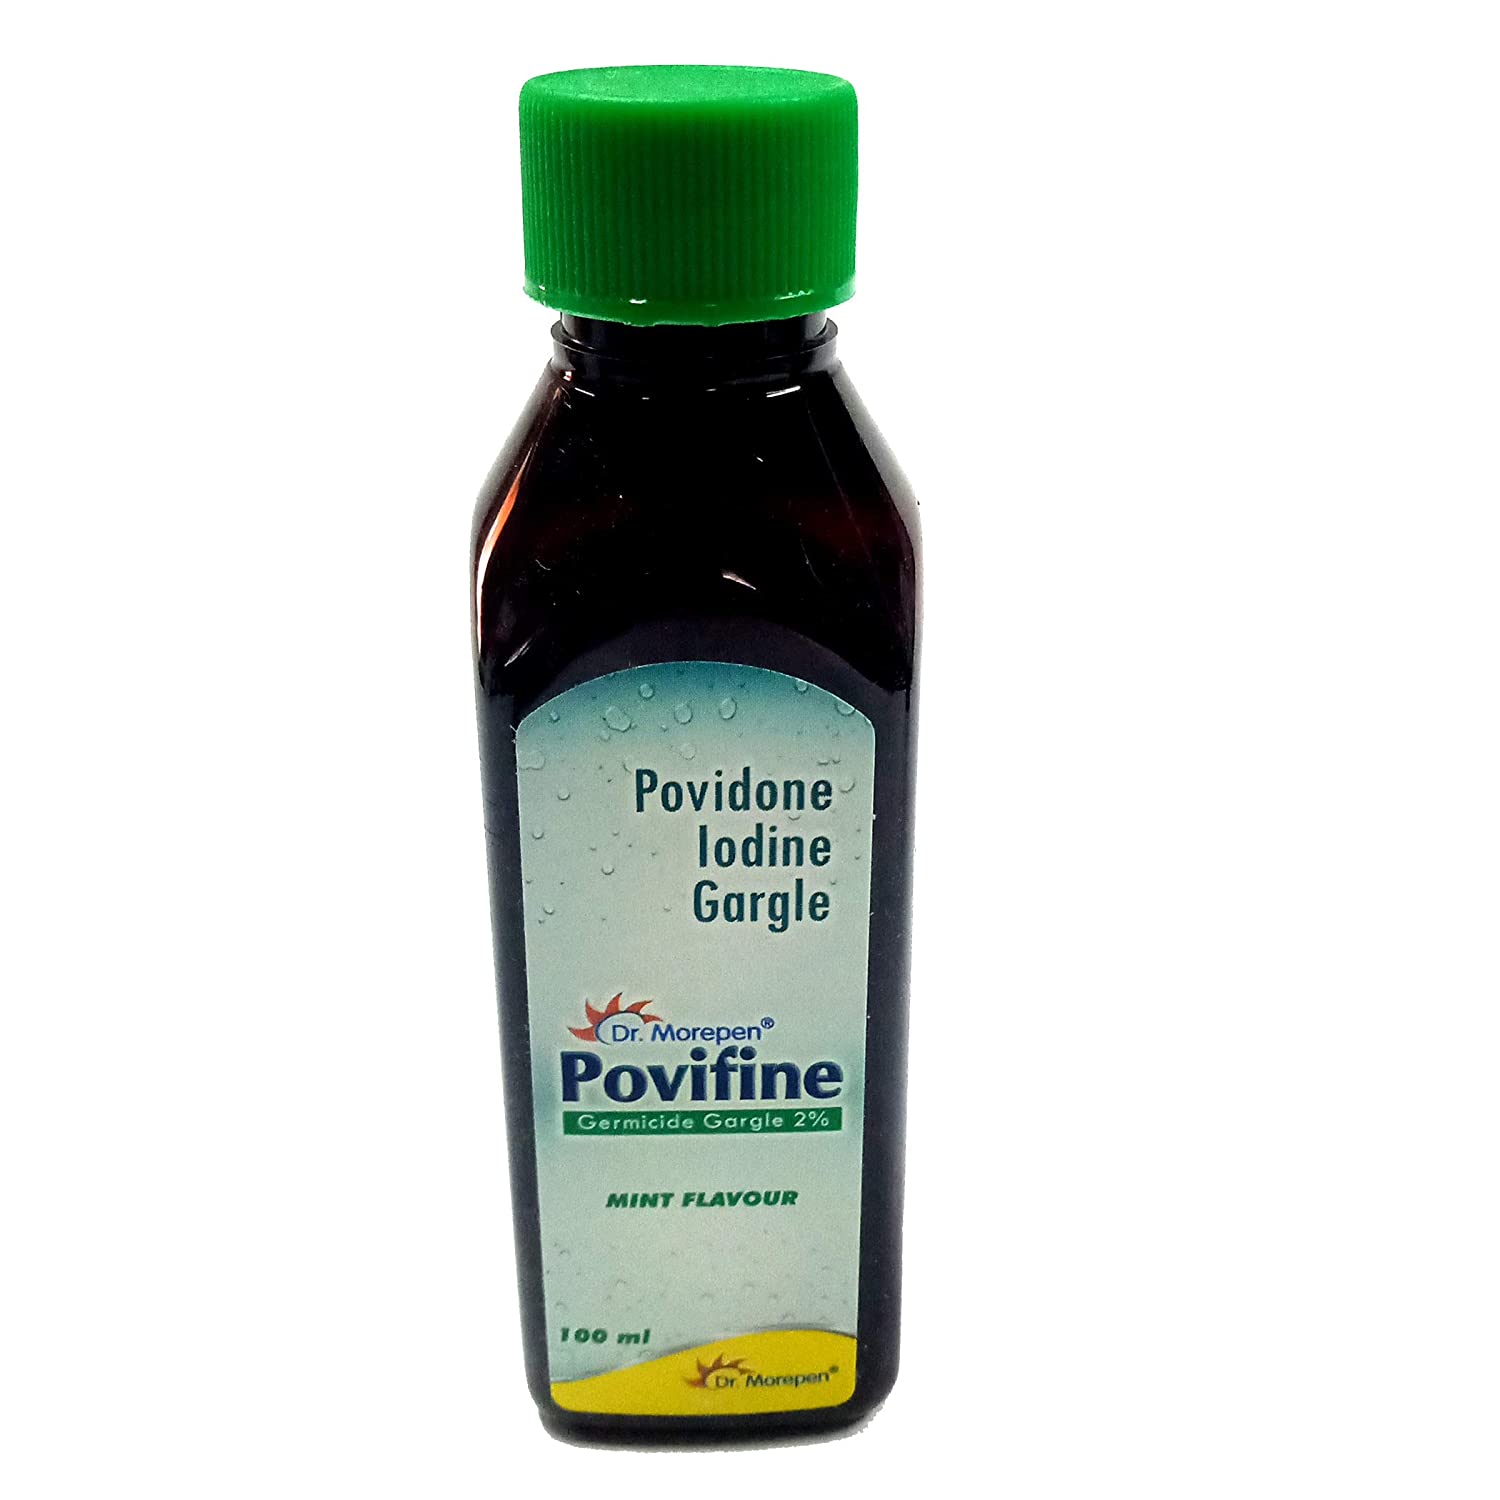 Povidone
Iodine
Gargle
Dr. Morepen®
Povifine
Germicide Gargle 2%
MINT FLAVOUR
100 ml
Dr. Morepen®